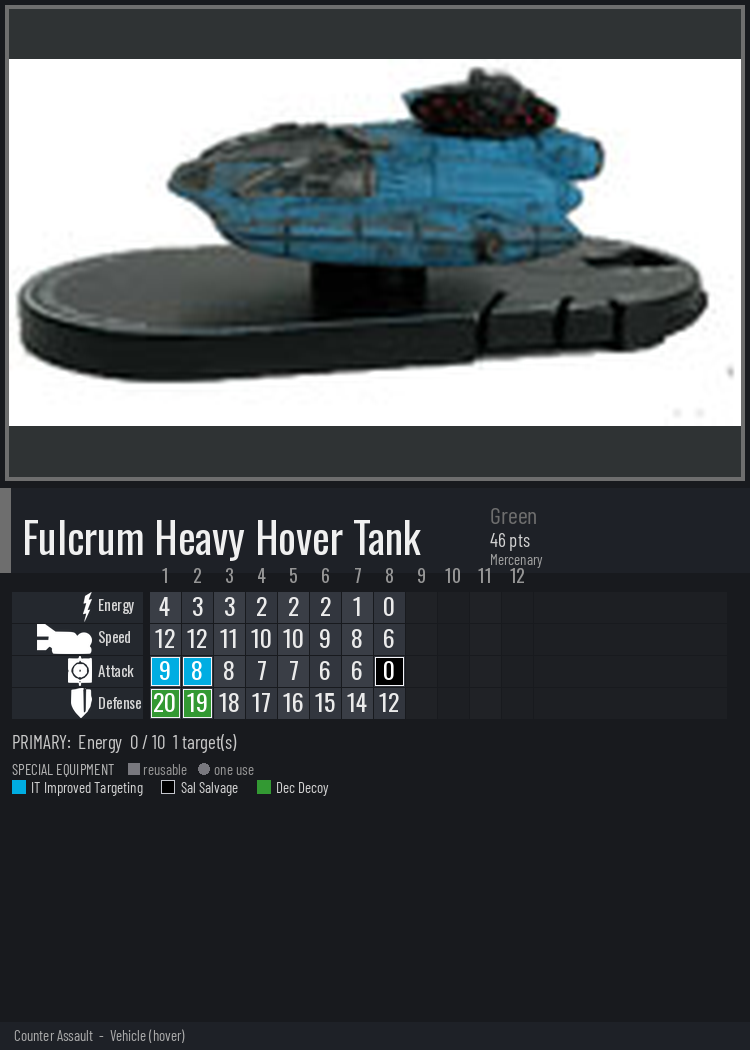 Fulcrum Heavy Hover Tank
Green
46 pts
Mercenary
1 2 3 4 5 6 7 8 9 10 11 12
Energy 4 3 3 2 2 2 1 0
Speed 12 12 11 10 10 9 8 6
Attack 9 8 8 7 7 6 6 0
Defense 20 19 18 17 16 15 14 12
PRIMARY: Energy 0 / 10 1 target(s)
SPECIAL EQUIPMENT reusable one use
IT Improved Targeting Sal Salvage Dec Decoy
Counter Assault - Vehicle (hover)